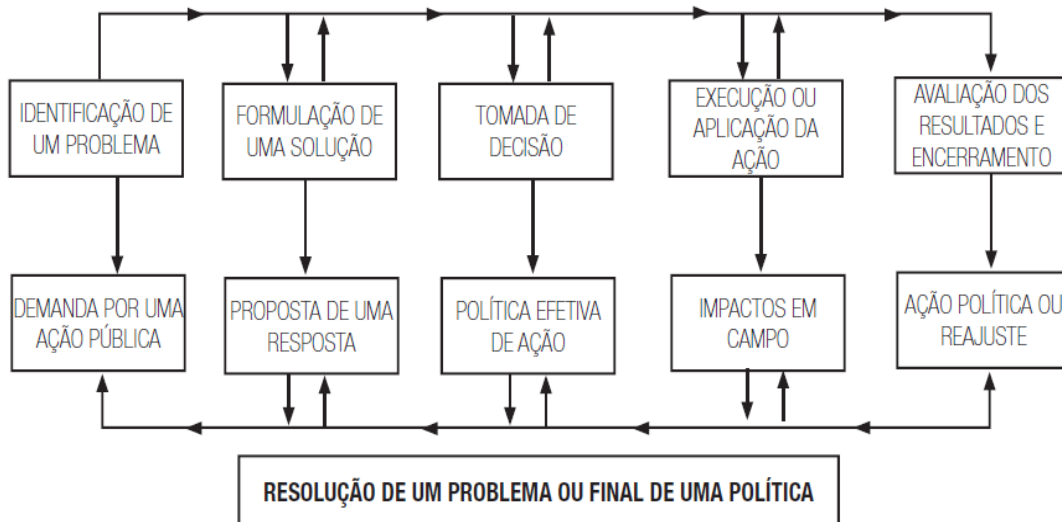 IDENTIFICAÇÃO DE
UM PROBLEMA
FORMULAÇÃO DE
UMA SOLUÇÃO
TOMADA DE
DECISÃO
EXECUÇÃO OU
APLICAÇÃO DA
AÇÃO
AVALIAÇÃO DOS
RESULTADOS E
ENCERRAMENTO
DEMANDA POR UMA
AÇÃO PÚBLICA
PROPOSTA DE UMA
RESPOSTA
POLÍTICA EFETIVA
DE AÇÃO
IMPACTOS EM
CAMPO
AÇÃO POLÍTICA OU
REAJUSTE
RESOLUÇÃO DE UM PROBLEMA OU FINAL DE UMA POLÍTICA